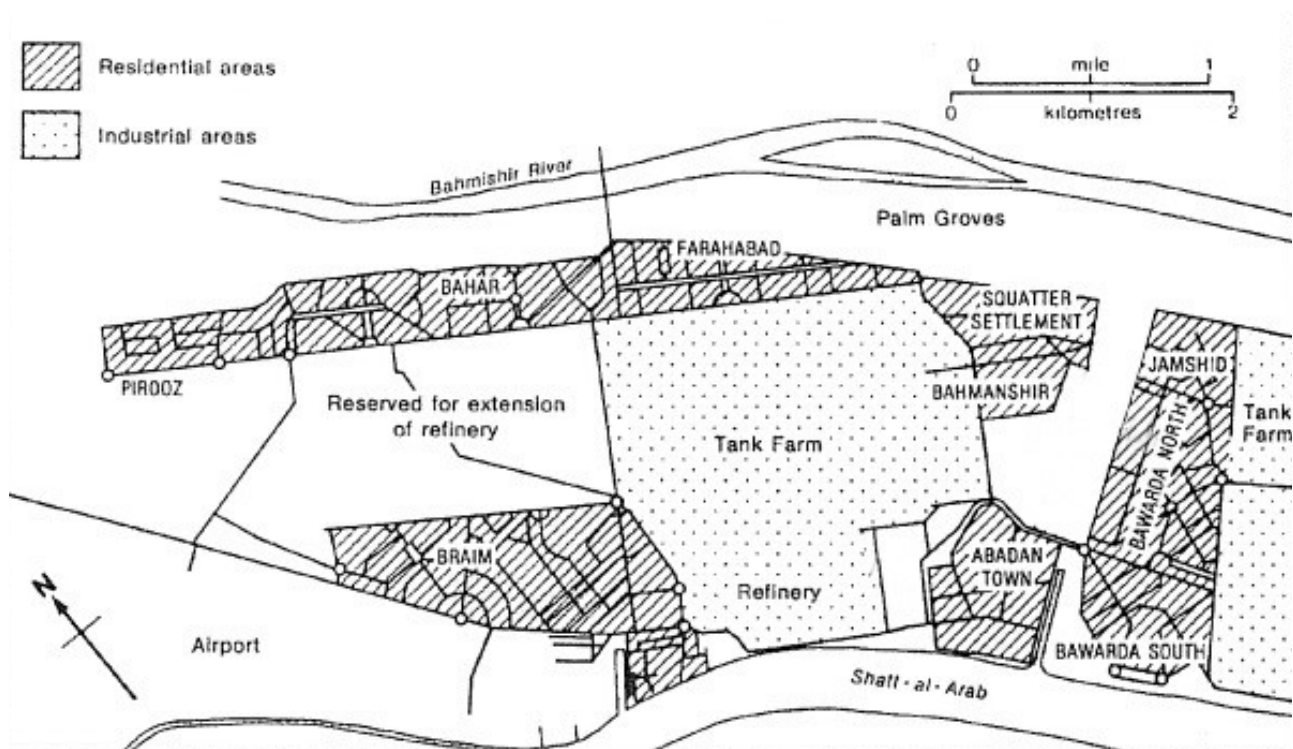 Residential areas
Industrial areas
0 mile 1
0 kilometres 2
Bahmishir River
Palm Groves
FARAHABAD
BAHAR
SQUATTER
SETTLEMENT
PIROOZ
BAHMANSHIR
JAMSHID
Reserved for extension
of refinery
Tank Farm
Tank
Farm
BAWARDA NORTH
BRAIM
ABADAN
TOWN
Refinery
N
Airport
BAWARDA SOUTH
Shatt-al-Arab